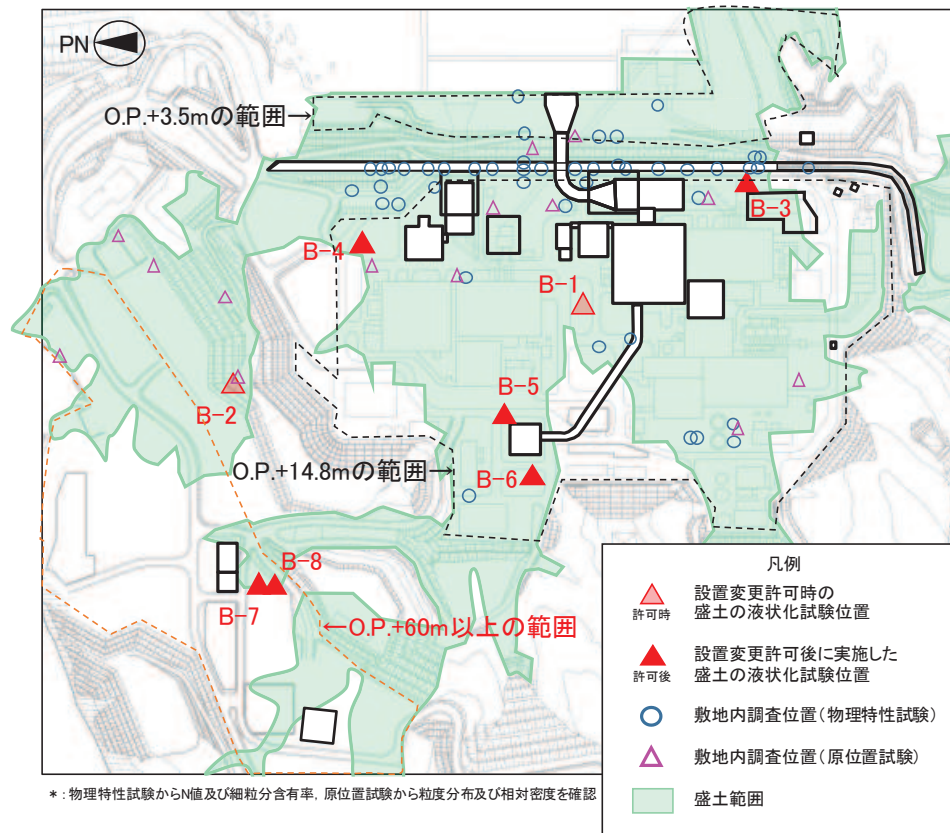 PN
O.P.+3.5mの範囲→
B-3
B-4
B-1
B-2
B-5
O.P.+14.8mの範囲→
B-6
B-8
B-7
←O.P.+60m以上の範囲
凡例
許可時
設置変更許可時の
盛土の液状化試験位置
許可後
設置変更許可後に実施した
盛土の液状化試験位置
敷地内調査位置(物理特性試験)
敷地内調査位置(原位置試験)
盛土範囲
*:物理特性試験からN値及び細粒分含有率, 原位置試験から粒度分布及び相対密度を確認